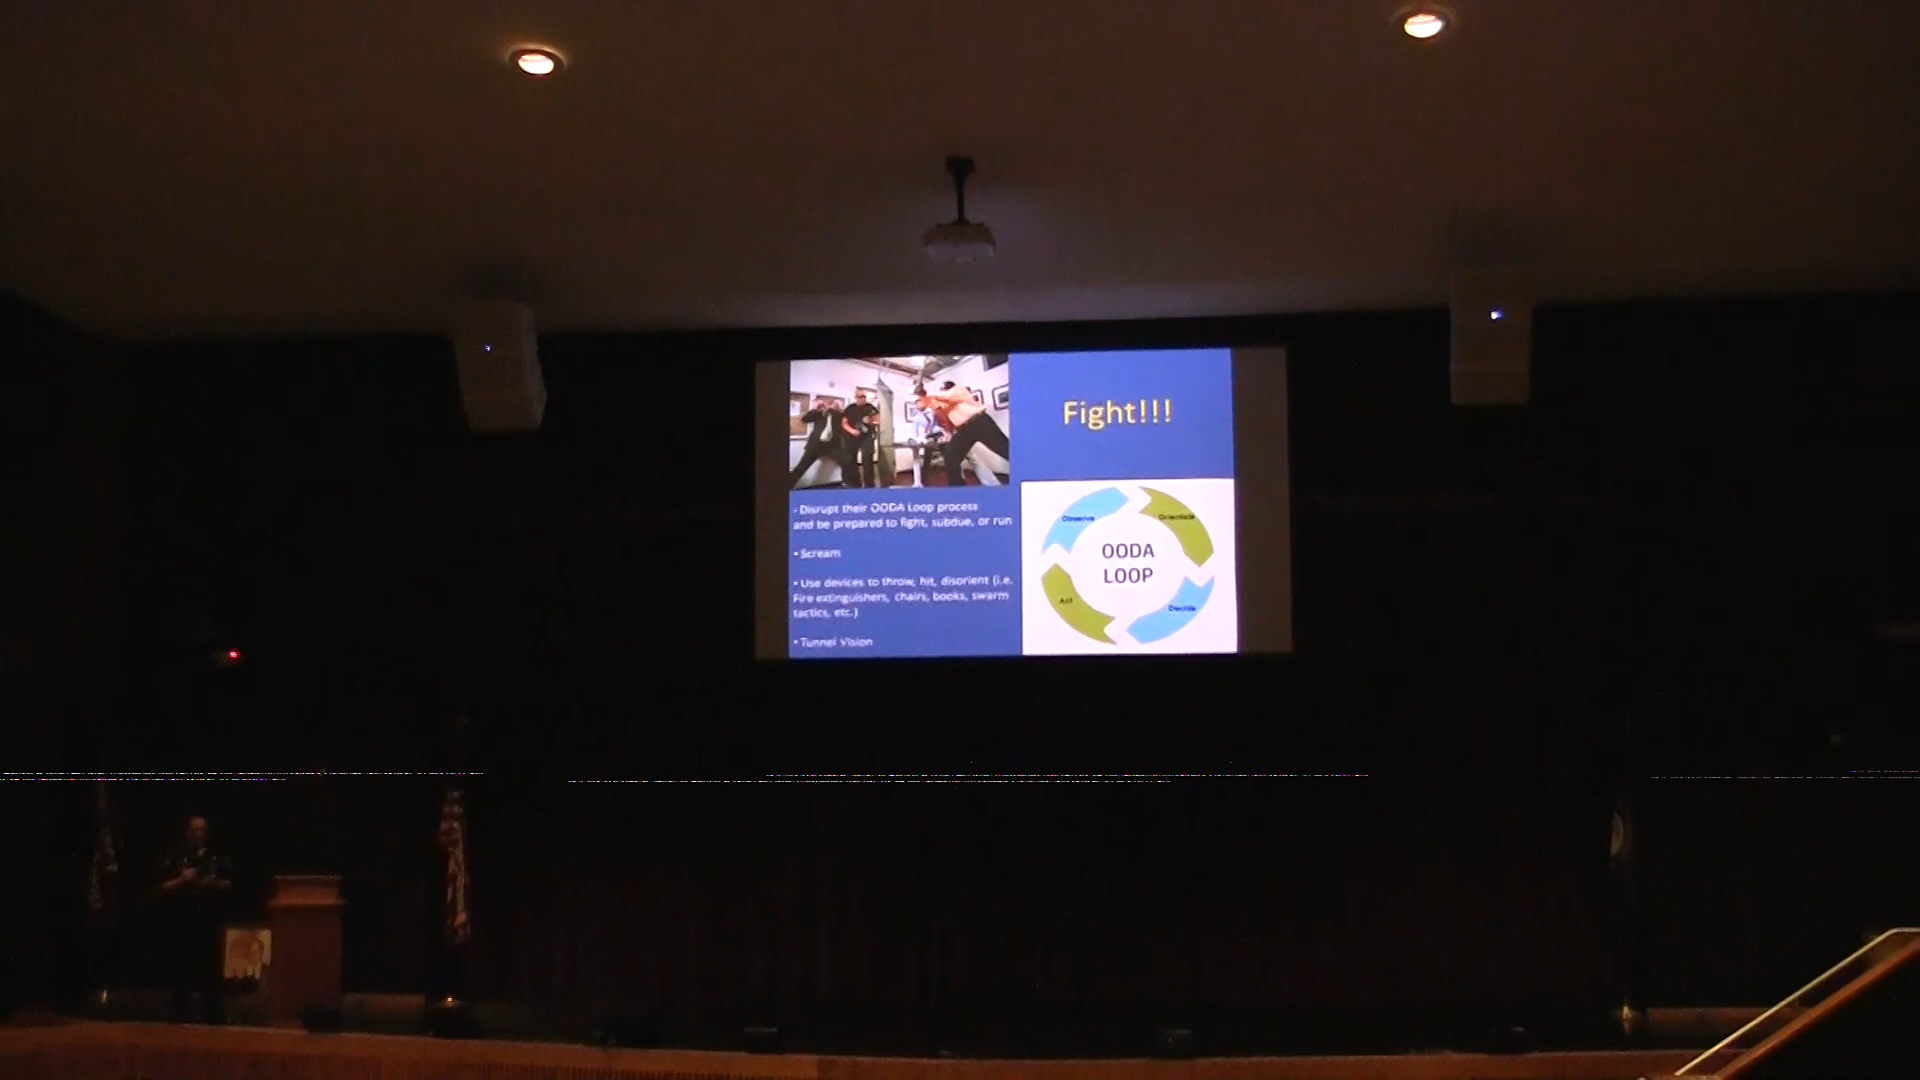 Fight!!!
- Disrupt their OODA Loop process
and be prepared to fight, subdue, or run
• Scream
• Use devices to throw, hit, disorient (i.e.
Fire extinguishers, chairs, books, swarm
tactics, etc.)
• Tunnel Vision
Observe
Orientate
OODA
LOOP
Act
Decide